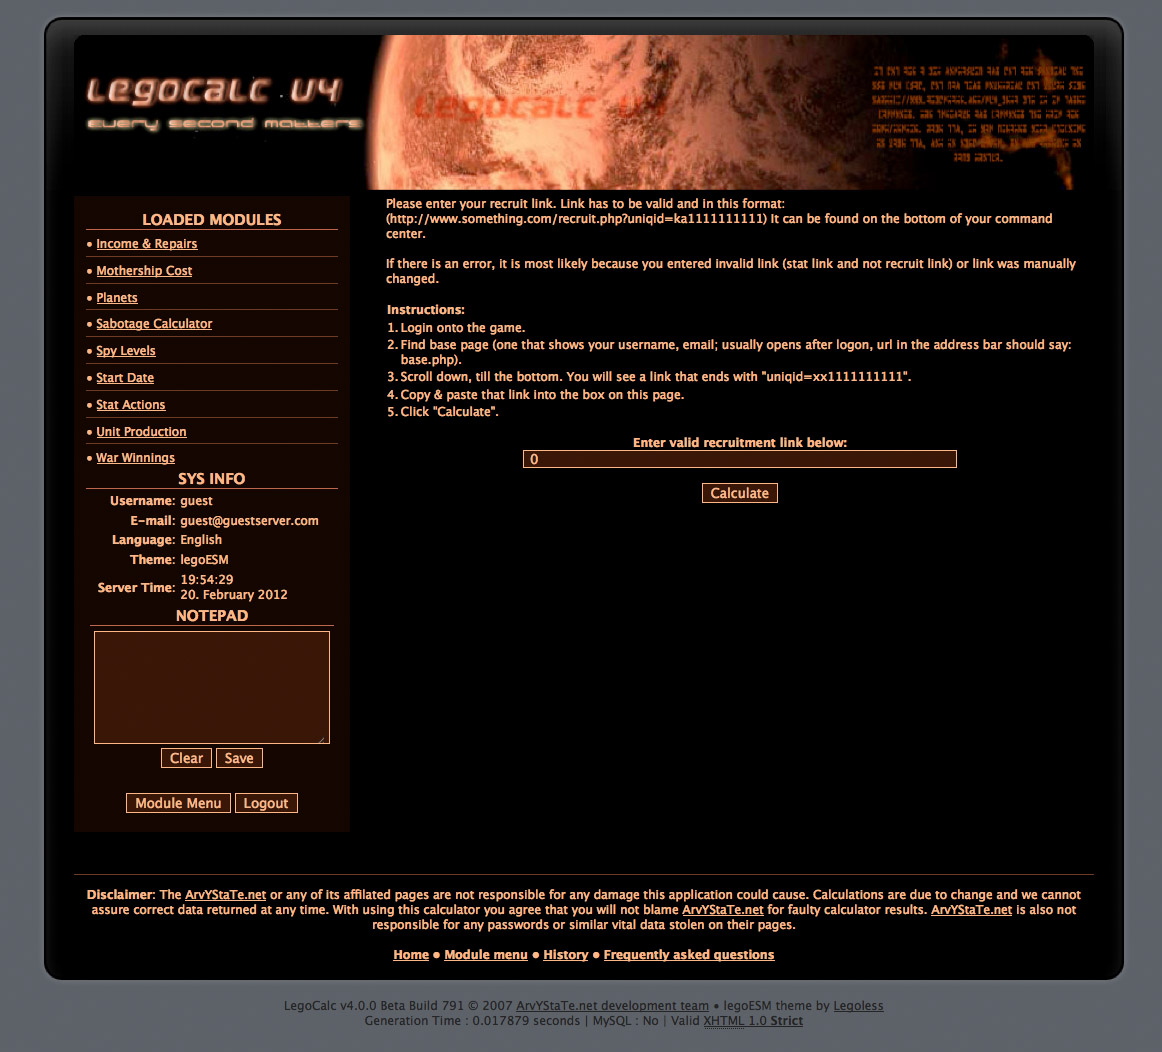 LEGOCALC . V4
EVERY SECOND MATTERS
LEGOCALC V4
LOADED MODULES
• Income & Repairs
• Mothership Cost
• Planets
• Sabotage Calculator
• Spy Levels
• Start Date
• Stat Actions
• Unit Production
• War Winnings
SYS INFO
Username: guest
E-mail: guest@guestserver.com
Language: English
Theme: legoESM
Server Time: 19:54:29
20. February 2012
NOTEPAD
Clear Save
Module Menu Logout
Please enter your recruit link. Link has to be valid and in this format:
(http://www.something.com/recruit.php?uniqid=ka1111111111) It can be found on the bottom of your command
center.
If there is an error, it is most likely because you entered invalid link (stat link and not recruit link) or link was manually
changed.
Instructions:
1. Login onto the game.
2. Find base page (one that shows your username, email; usually opens after logon, url in the address bar should say:
base.php).
3. Scroll down, till the bottom. You will see a link that ends with "uniqid=xx1111111111".
4. Copy & paste that link into the box on this page.
5. Click "Calculate".
Enter valid recruitment link below:
0
Calculate
Disclaimer: The ArvYStaTe.net or any of its affilated pages are not responsible for any damage this application could cause. Calculations are due to change and we cannot
assure correct data returned at any time. With using this calculator you agree that you will not blame ArvYStaTe.net for faulty calculator results. ArvYStaTe.net is also not
responsible for any passwords or similar vital data stolen on their pages.
Home • Module menu • History • Frequently asked questions
LegoCalc v4.0.0 Beta Build 791 © 2007 ArvYStaTe.net development team • legoESM theme by Legoless
Generation Time : 0.017879 seconds | MySQL : No | Valid XHTML 1.0 Strict